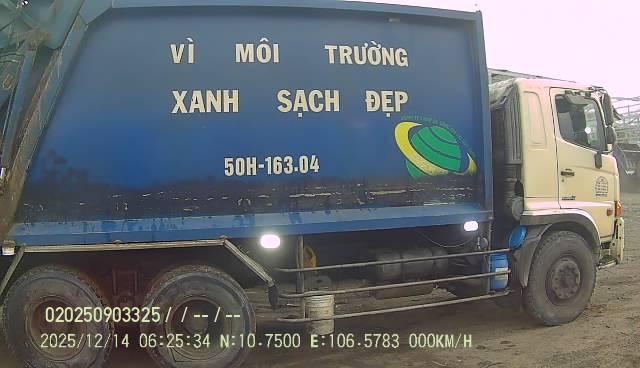 VÌ MÔI TRƯỜNG
XANH SẠCH ĐẸP
50H-163.04
020250903325/ / -- / --
2025/12/14 06:25:34 N:10.7500 E:106.5783 000KM/H